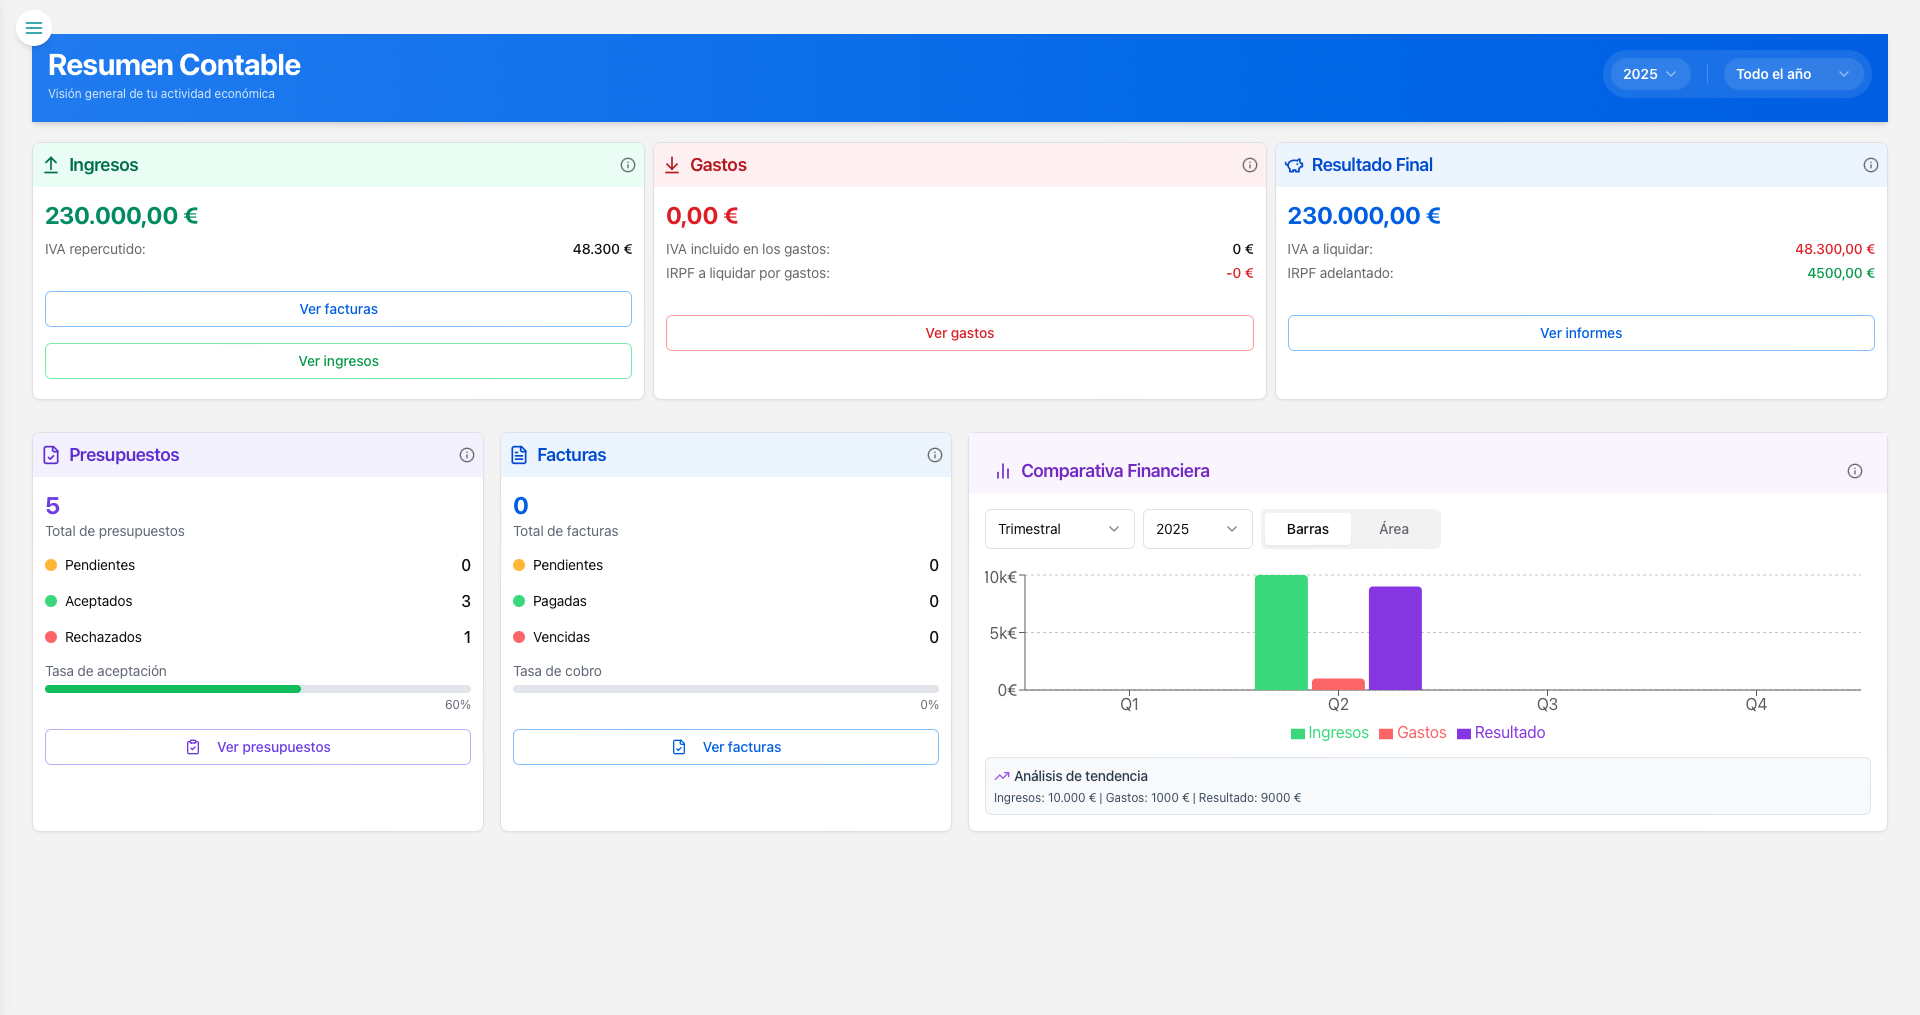 Resumen Contable
Visión general de tu actividad económica
2025
Todo el año
Ingresos
230.000,00 €
IVA repercutido: 48.300 €
Ver facturas
Ver ingresos
Gastos
0,00 €
IVA incluido en los gastos: 0 €
IRPF a liquidar por gastos: -0 €
Ver gastos
Resultado Final
230.000,00 €
IVA a liquidar: 48.300,00 €
IRPF adelantado: 4500,00 €
Ver informes
Presupuestos
5
Total de presupuestos
Pendientes 0
Aceptados 3
Rechazados 1
Tasa de aceptación
60%
Ver presupuestos
Facturas
0
Total de facturas
Pendientes 0
Pagadas 0
Vencidas 0
Tasa de cobro
0%
Ver facturas
Comparativa Financiera
Trimestral
2025
Barras
Área
10k€
5k€
0€
Q1 Q2 Q3 Q4
Ingresos Gastos Resultado
Análisis de tendencia
Ingresos: 10.000 € | Gastos: 1000 € | Resultado: 9000 €